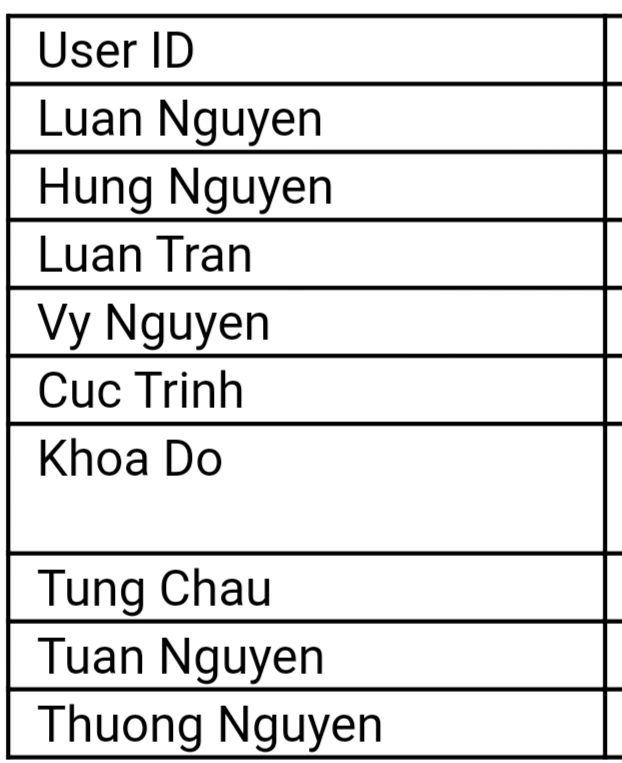 User ID
Luan Nguyen
Hung Nguyen
Luan Tran
Vy Nguyen
Cuc Trinh
Khoa Do
Tung Chau
Tuan Nguyen
Thuong Nguyen